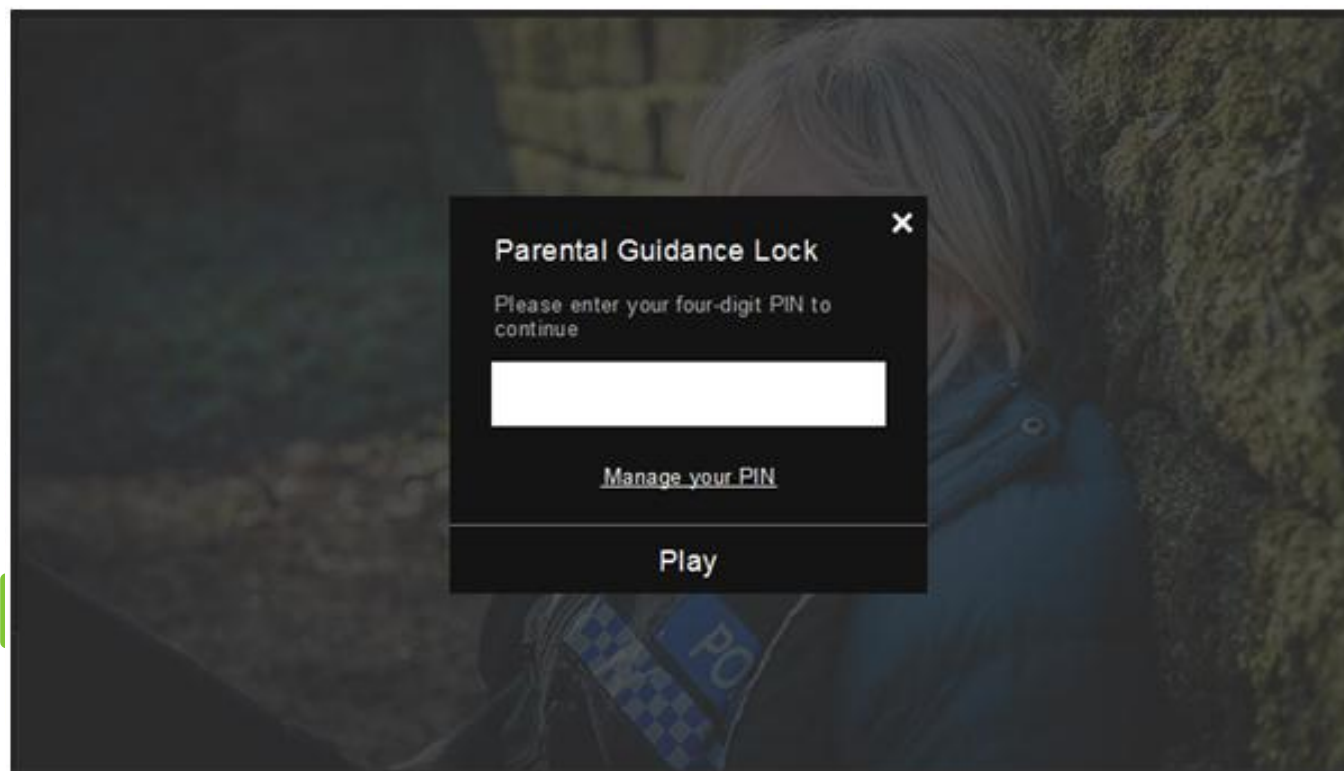 Parental Guidance Lock
Please enter your four-digit PIN to
continue
Manage your PIN
Play
PO